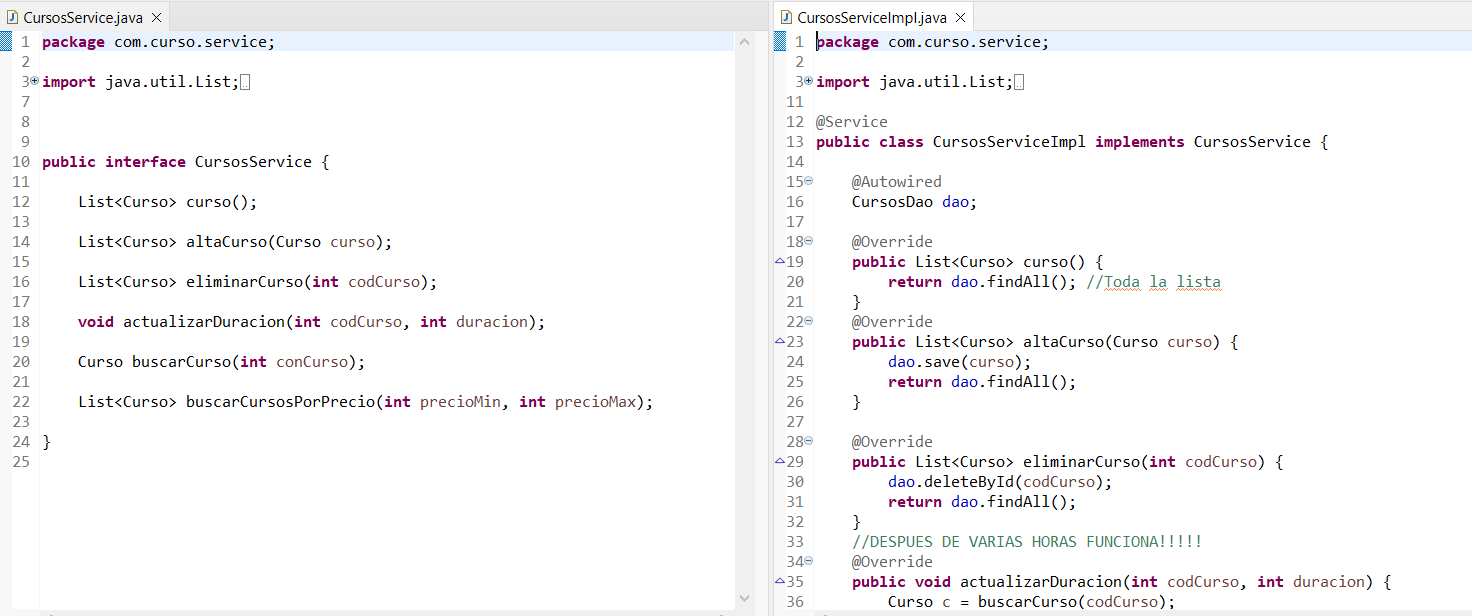 CursosService.java
1 package com.curso.service;
2
3 import java.util.List;
7
8
9
10 public interface CursosService {
11
12 List<Curso> curso();
13
14 List<Curso> altaCurso(Curso curso);
15
16 List<Curso> eliminarCurso(int codCurso);
17
18 void actualizarDuracion(int codCurso, int duracion);
19
20 Curso buscarCurso(int conCurso);
21
22 List<Curso> buscarCursosPorPrecio(int precioMin, int precioMax);
23
24 }
25
CursosServiceImpl.java
1 package com.curso.service;
2
3 import java.util.List;
11
12 @Service
13 public class CursosServiceImpl implements CursosService {
14
15 @Autowired
16 CursosDao dao;
17
18 @Override
19 public List<Curso> curso() {
20 return dao.findAll(); //Toda la lista
21 }
22 @Override
23 public List<Curso> altaCurso(Curso curso) {
24 dao.save(curso);
25 return dao.findAll();
26 }
27
28 @Override
29 public List<Curso> eliminarCurso(int codCurso) {
30 dao.deleteById(codCurso);
31 return dao.findAll();
32 }
33 //DESPUES DE VARIAS HORAS FUNCIONA!!!!!
34 @Override
35 public void actualizarDuracion(int codCurso, int duracion) {
36 Curso c = buscarCurso(codCurso);